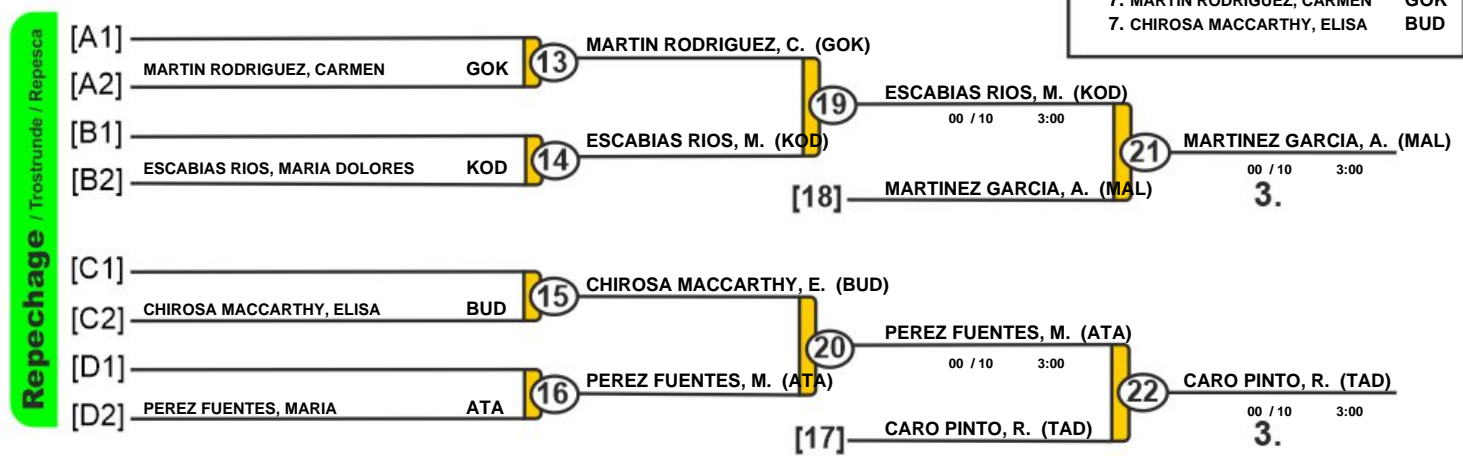 7. MARTIN RODRIGUEZ, CARMEN GOK
7. CHIROSA MACCARTHY, ELISA BUD
Repechage / Trostrunde / Repesca
[A1]
MARTIN RODRIGUEZ, C. (GOK)
MARTIN RODRIGUEZ, CARMEN GOK 13
[A2]
ESCABIAS RIOS, M. (KOD)
19
00 / 10 3:00
[B1]
ESCABIAS RIOS, M. (KOD)
MARTINEZ GARCIA, A. (MAL)
ESCABIAS RIOS, MARIA DOLORES KOD 14
21
00 / 10 3:00
[B2]
[18] MARTINEZ GARCIA, A. (MAL)
3.
[C1]
CHIROSA MACCARTHY, E. (BUD)
CHIROSA MACCARTHY, ELISA BUD 15
[C2]
PEREZ FUENTES, M. (ATA)
20
00 / 10 3:00
[D1]
PEREZ FUENTES, M. (ATA)
CARO PINTO, R. (TAD)
PEREZ FUENTES, MARIA ATA 16
22
00 / 10 3:00
[D2]
[17] CARO PINTO, R. (TAD)
3.